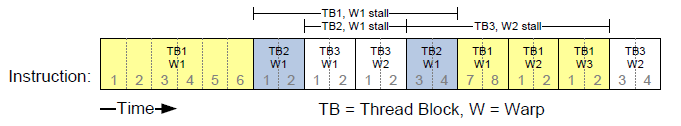 TB1, W1 stall
TB2, W1 stall TB3, W2 stall
TB1 TB2 TB3 TB3 TB2 TB1 TB1 TB1 TB3
W1 W1 W1 W2 W1 W1 W2 W3 W2
Instruction: 1 2 3 4 5 6 1 2 1 2 1 2 3 4 7 8 1 2 1 2 3 4
Time TB = Thread Block, W = Warp